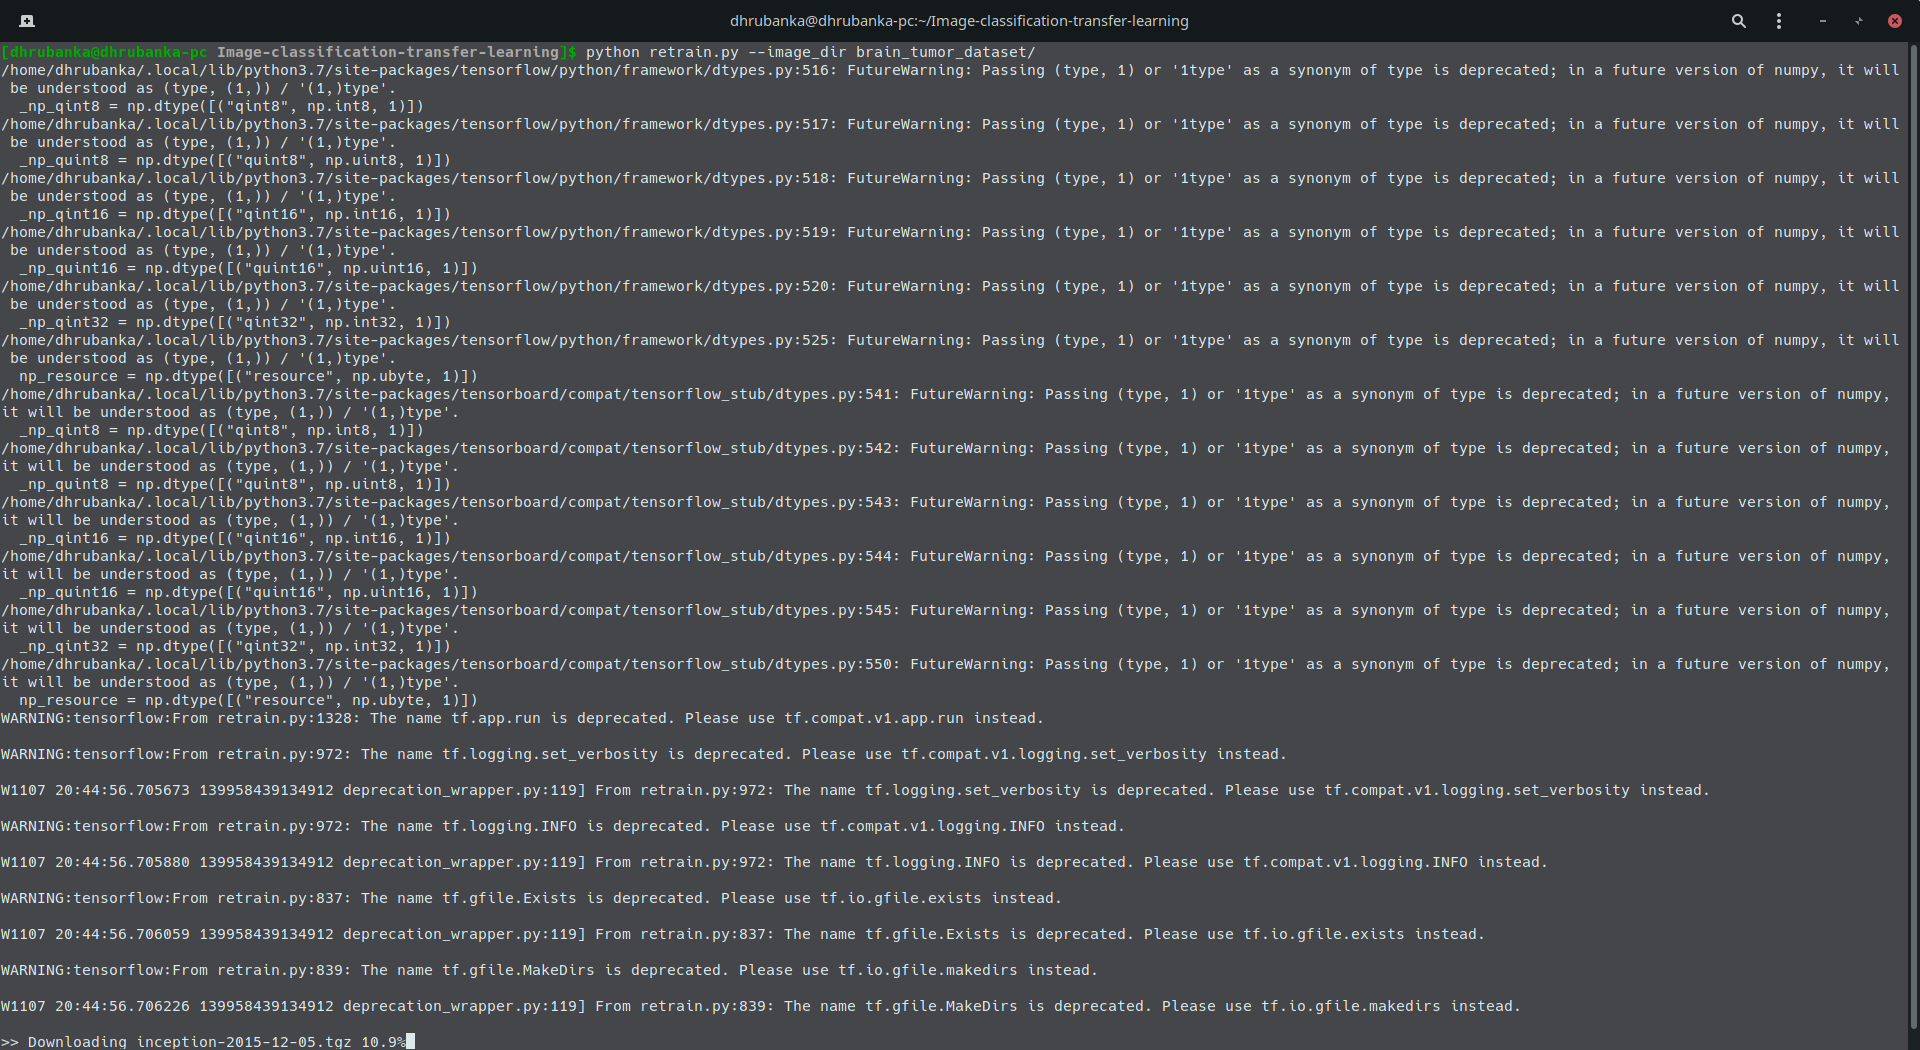 dhrubanka@dhrubanka-pc:~/Image-classification-transfer-learning
[dhrubanka@dhrubanka-pc Image-classification-transfer-learning]$ python retrain.py --image_dir brain_tumor_dataset/
/home/dhrubanka/.local/lib/python3.7/site-packages/tensorflow/python/framework/dtypes.py:516: FutureWarning: Passing (type, 1) or '1type' as a synonym of type is deprecated; in a future version of numpy, it will
 be understood as (type, (1,)) / '(1,)type'.
  _np_qint8 = np.dtype([("qint8", np.int8, 1)])
/home/dhrubanka/.local/lib/python3.7/site-packages/tensorflow/python/framework/dtypes.py:517: FutureWarning: Passing (type, 1) or '1type' as a synonym of type is deprecated; in a future version of numpy, it will
 be understood as (type, (1,)) / '(1,)type'.
  _np_quint8 = np.dtype([("quint8", np.uint8, 1)])
/home/dhrubanka/.local/lib/python3.7/site-packages/tensorflow/python/framework/dtypes.py:518: FutureWarning: Passing (type, 1) or '1type' as a synonym of type is deprecated; in a future version of numpy, it will
 be understood as (type, (1,)) / '(1,)type'.
  _np_qint16 = np.dtype([("qint16", np.int16, 1)])
/home/dhrubanka/.local/lib/python3.7/site-packages/tensorflow/python/framework/dtypes.py:519: FutureWarning: Passing (type, 1) or '1type' as a synonym of type is deprecated; in a future version of numpy, it will
 be understood as (type, (1,)) / '(1,)type'.
  _np_quint16 = np.dtype([("quint16", np.uint16, 1)])
/home/dhrubanka/.local/lib/python3.7/site-packages/tensorflow/python/framework/dtypes.py:520: FutureWarning: Passing (type, 1) or '1type' as a synonym of type is deprecated; in a future version of numpy, it will
 be understood as (type, (1,)) / '(1,)type'.
  _np_qint32 = np.dtype([("qint32", np.int32, 1)])
/home/dhrubanka/.local/lib/python3.7/site-packages/tensorflow/python/framework/dtypes.py:525: FutureWarning: Passing (type, 1) or '1type' as a synonym of type is deprecated; in a future version of numpy, it will
 be understood as (type, (1,)) / '(1,)type'.
  np_resource = np.dtype([("resource", np.ubyte, 1)])
/home/dhrubanka/.local/lib/python3.7/site-packages/tensorboard/compat/tensorflow_stub/dtypes.py:541: FutureWarning: Passing (type, 1) or '1type' as a synonym of type is deprecated; in a future version of numpy,
it will be understood as (type, (1,)) / '(1,)type'.
  _np_qint8 = np.dtype([("qint8", np.int8, 1)])
/home/dhrubanka/.local/lib/python3.7/site-packages/tensorboard/compat/tensorflow_stub/dtypes.py:542: FutureWarning: Passing (type, 1) or '1type' as a synonym of type is deprecated; in a future version of numpy,
it will be understood as (type, (1,)) / '(1,)type'.
  _np_quint8 = np.dtype([("quint8", np.uint8, 1)])
/home/dhrubanka/.local/lib/python3.7/site-packages/tensorboard/compat/tensorflow_stub/dtypes.py:543: FutureWarning: Passing (type, 1) or '1type' as a synonym of type is deprecated; in a future version of numpy,
it will be understood as (type, (1,)) / '(1,)type'.
  _np_qint16 = np.dtype([("qint16", np.int16, 1)])
/home/dhrubanka/.local/lib/python3.7/site-packages/tensorboard/compat/tensorflow_stub/dtypes.py:544: FutureWarning: Passing (type, 1) or '1type' as a synonym of type is deprecated; in a future version of numpy,
it will be understood as (type, (1,)) / '(1,)type'.
  _np_quint16 = np.dtype([("quint16", np.uint16, 1)])
/home/dhrubanka/.local/lib/python3.7/site-packages/tensorboard/compat/tensorflow_stub/dtypes.py:545: FutureWarning: Passing (type, 1) or '1type' as a synonym of type is deprecated; in a future version of numpy,
it will be understood as (type, (1,)) / '(1,)type'.
  _np_qint32 = np.dtype([("qint32", np.int32, 1)])
/home/dhrubanka/.local/lib/python3.7/site-packages/tensorboard/compat/tensorflow_stub/dtypes.py:550: FutureWarning: Passing (type, 1) or '1type' as a synonym of type is deprecated; in a future version of numpy,
it will be understood as (type, (1,)) / '(1,)type'.
  np_resource = np.dtype([("resource", np.ubyte, 1)])
WARNING:tensorflow:From retrain.py:1328: The name tf.app.run is deprecated. Please use tf.compat.v1.app.run instead.
WARNING:tensorflow:From retrain.py:972: The name tf.logging.set_verbosity is deprecated. Please use tf.compat.v1.logging.set_verbosity instead.
W1107 20:44:56.705673 139958439134912 deprecation_wrapper.py:119] From retrain.py:972: The name tf.logging.set_verbosity is deprecated. Please use tf.compat.v1.logging.set_verbosity instead.
WARNING:tensorflow:From retrain.py:972: The name tf.logging.INFO is deprecated. Please use tf.compat.v1.logging.INFO instead.
W1107 20:44:56.705880 139958439134912 deprecation_wrapper.py:119] From retrain.py:972: The name tf.logging.INFO is deprecated. Please use tf.compat.v1.logging.INFO instead.
WARNING:tensorflow:From retrain.py:837: The name tf.gfile.Exists is deprecated. Please use tf.io.gfile.exists instead.
W1107 20:44:56.706059 139958439134912 deprecation_wrapper.py:119] From retrain.py:837: The name tf.gfile.Exists is deprecated. Please use tf.io.gfile.exists instead.
WARNING:tensorflow:From retrain.py:839: The name tf.gfile.MakeDirs is deprecated. Please use tf.io.gfile.makedirs instead.
W1107 20:44:56.706226 139958439134912 deprecation_wrapper.py:119] From retrain.py:839: The name tf.gfile.MakeDirs is deprecated. Please use tf.io.gfile.makedirs instead.
>> Downloading inception-2015-12-05.tgz 10.9%